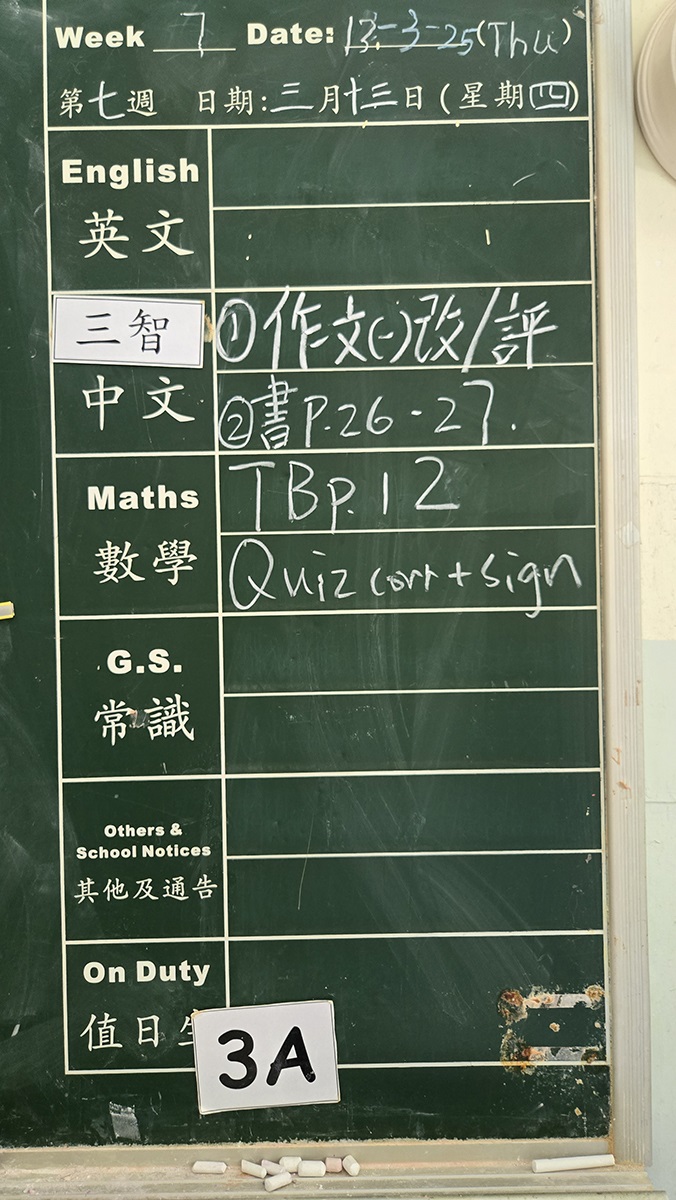 Week 7 Date: 13-3-25(Thu)
第七週 日期:三月十三日(星期四)
English
英文
三智
中文
①作文(一)改/評
②書P.26-27.
Maths
數學
TBp.12
Quiz corr+sign
G.S.
常識
Others &
School Notices
其他及通告
On Duty
值日
3A